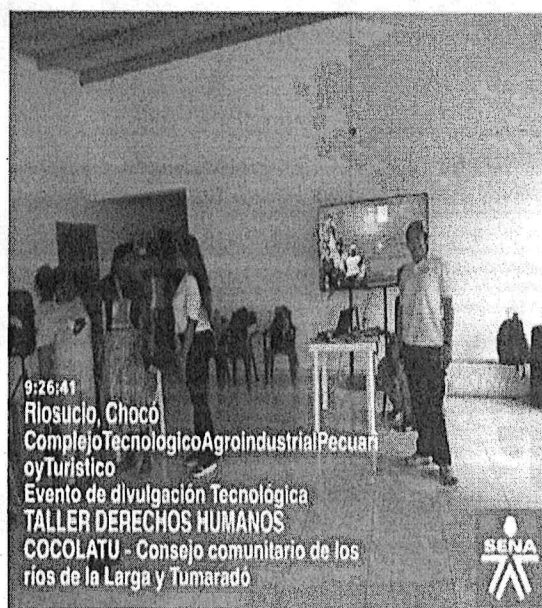 9:26:41
Riosucio, Chocó
ComplejoTecnologicoAgroindustrialPecuari
oyTuristico
Evento de divulgación Tecnológica
TALLER DERECHOS HUMANOS
COCOLATU - Consejo comunitario de los
ríos de la Larga y Tumaradó
SENA